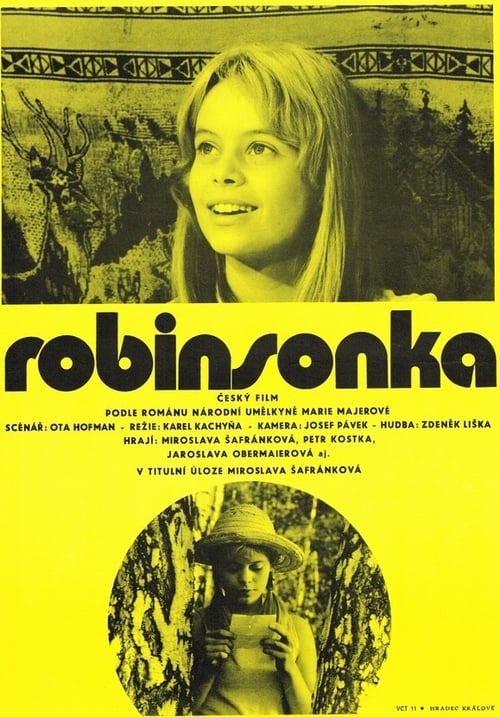 robinsonka
ČESKÝ FILM
PODLE ROMÁNU NÁRODNÍ UMĚLKYNĚ MARIE MAJEROVÉ
SCÉNÁŘ: OTA HOFMAN - REŽIE: KAREL KACHYŇA - KAMERA: JOSEF PÁVEK - HUDBA: ZDENĚK LIŠKA
HRAJÍ: MIROSLAVA ŠAFRÁNKOVÁ, PETR KOSTKA,
JAROSLAVA OBERMAIEROVÁ aj.
V TITULNÍ ÚLOZE MIROSLAVA ŠAFRÁNKOVÁ
VCT 11 * HRADEC KRÁLOVÉ